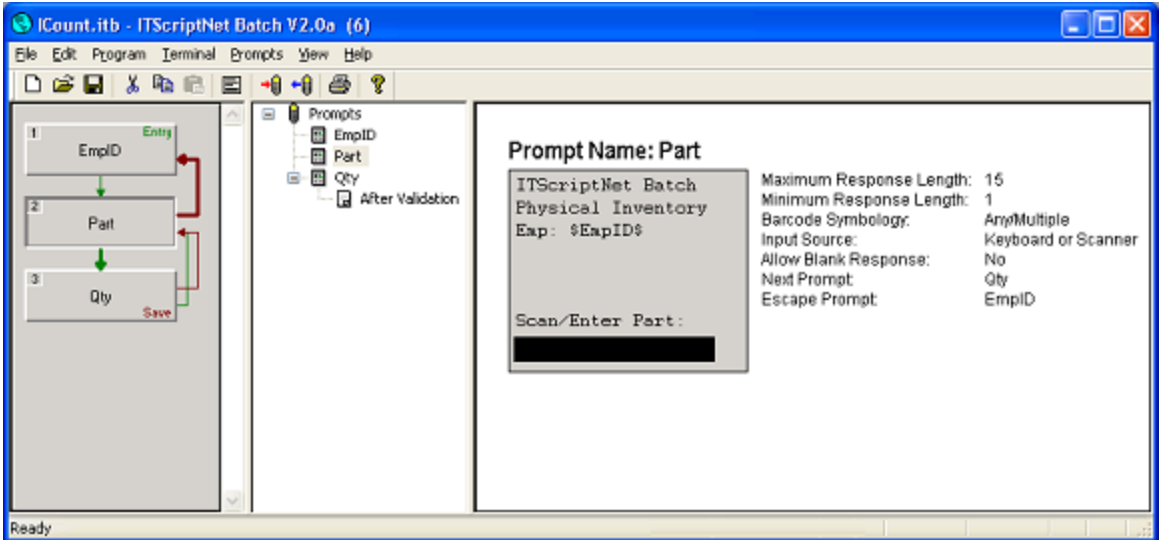 ICount.itb - ITScriptNet Batch V2.0a (6)
File Edit Program Terminal Prompts View Help
1 Entry
EmpID
2
Part
3
Qty
Save
Prompts
EmpID
Part
Qty
After Validation
Prompt Name: Part
ITScriptNet Batch
Physical Inventory
Emp: $EmpID$
Scan/Enter Part:
Maximum Response Length: 15
Minimum Response Length: 1
Barcode Symbology: Any/Multiple
Input Source: Keyboard or Scanner
Allow Blank Response: No
Next Prompt: Qty
Escape Prompt: EmpID
Ready